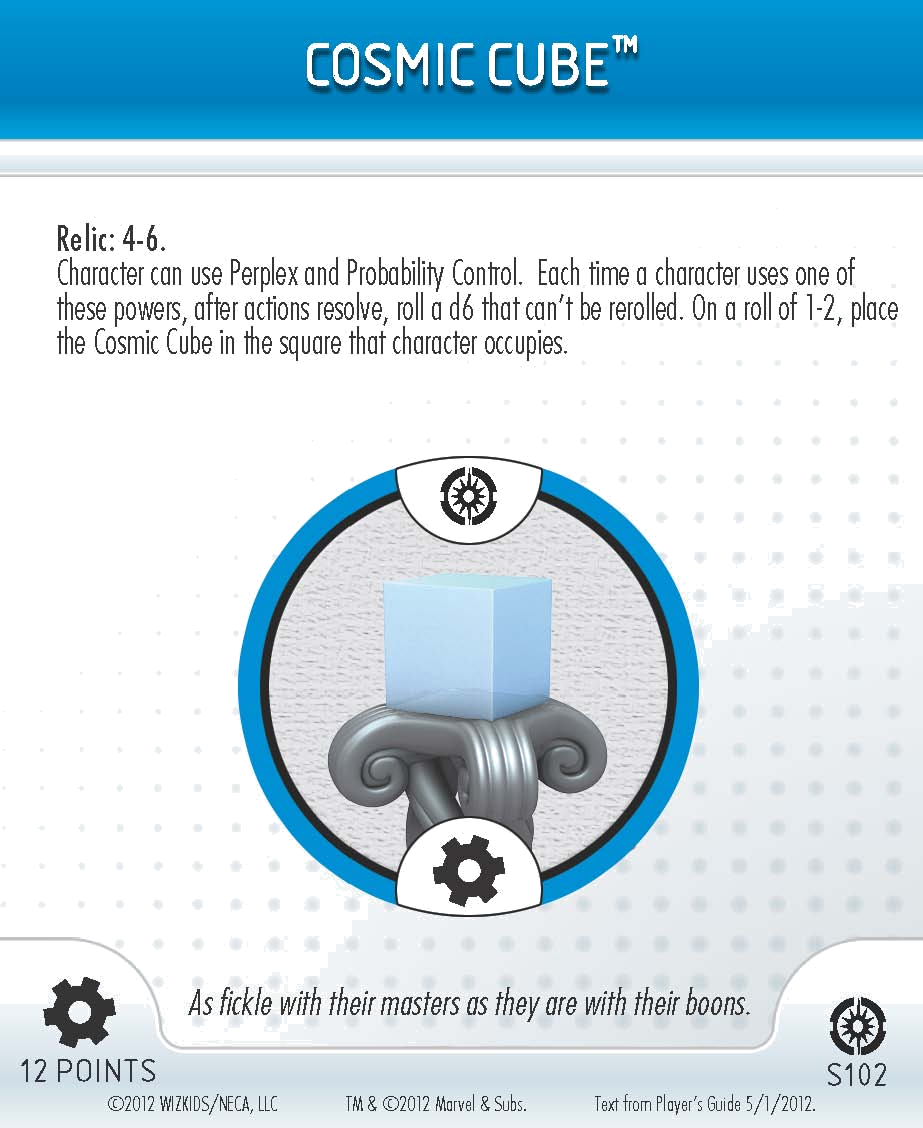 COSMIC CUBE™
Relic: 4-6.
Character can use Perplex and Probability Control.  Each time a character uses one of
these powers, after actions resolve, roll a d6 that can't be rerolled. On a roll of 1-2, place
the Cosmic Cube in the square that character occupies.
As fickle with their masters as they are with their boons.
12 POINTS
S102
©2012 WIZKIDS/NECA, LLC
TM & ©2012 Marvel & Subs.
Text from Player's Guide 5/1/2012.